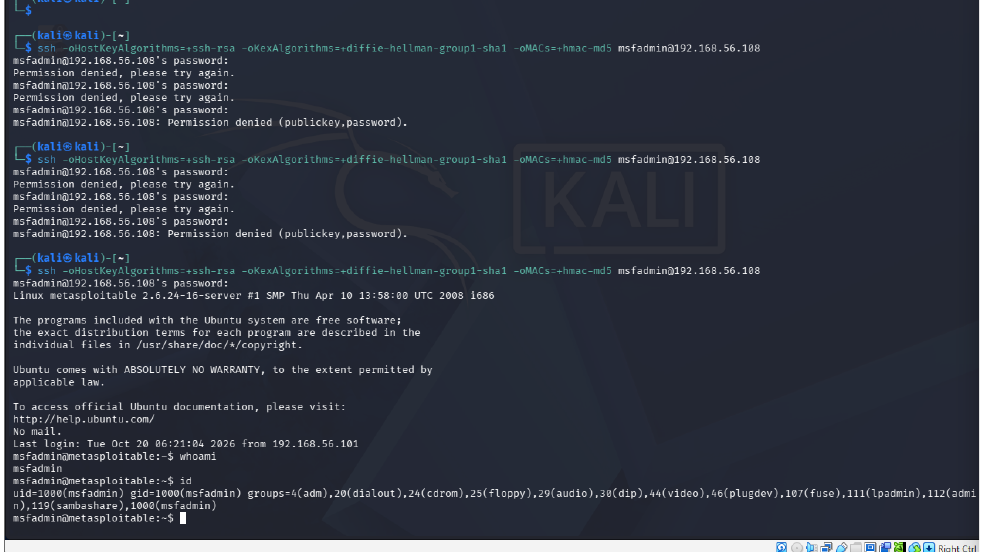 └─$
┌──(kali㉿kali)-[~]
└─$ ssh -oHostKeyAlgorithms=+ssh-rsa -oKexAlgorithms=+diffie-hellman-group1-sha1 -oMACs=+hmac-md5 msfadmin@192.168.56.108
msfadmin@192.168.56.108's password:
Permission denied, please try again.
msfadmin@192.168.56.108's password:
Permission denied, please try again.
msfadmin@192.168.56.108's password:
msfadmin@192.168.56.108: Permission denied (publickey,password).
┌──(kali㉿kali)-[~]
└─$ ssh -oHostKeyAlgorithms=+ssh-rsa -oKexAlgorithms=+diffie-hellman-group1-sha1 -oMACs=+hmac-md5 msfadmin@192.168.56.108
msfadmin@192.168.56.108's password:
Permission denied, please try again.
msfadmin@192.168.56.108's password:
Permission denied, please try again.
msfadmin@192.168.56.108's password:
msfadmin@192.168.56.108: Permission denied (publickey,password).
┌──(kali㉿kali)-[~]
└─$ ssh -oHostKeyAlgorithms=+ssh-rsa -oKexAlgorithms=+diffie-hellman-group1-sha1 -oMACs=+hmac-md5 msfadmin@192.168.56.108
msfadmin@192.168.56.108's password:
Linux metasploitable 2.6.24-16-server #1 SMP Thu Apr 10 13:58:00 UTC 2008 i686
The programs included with the Ubuntu system are free software;
the exact distribution terms for each program are described in the
individual files in /usr/share/doc/*/copyright.
Ubuntu comes with ABSOLUTELY NO WARRANTY, to the extent permitted by
applicable law.
To access official Ubuntu documentation, please visit:
http://help.ubuntu.com/
No mail.
Last login: Tue Oct 20 06:21:04 2026 from 192.168.56.101
msfadmin@metasploitable:~$ whoami
msfadmin
msfadmin@metasploitable:~$ id
uid=1000(msfadmin) gid=1000(msfadmin) groups=4(adm),20(dialout),24(cdrom),25(floppy),29(audio),30(dip),44(video),46(plugdev),107(fuse),111(lpadmin),112(admi
n),119(sambashare),1000(msfadmin)
msfadmin@metasploitable:~$
KALI
Right Ctrl